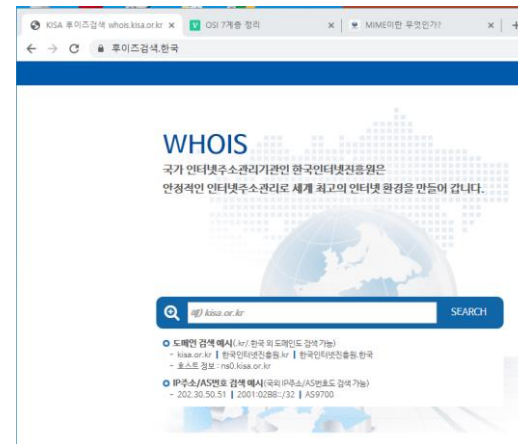 KISA 후이즈검색 whois.kisa.or.kr
OSI 7계층 정리
MIME이란 무엇인가?
후이즈검색.한국
WHOIS
국가 인터넷주소관리기관인 한국인터넷진흥원은
안정적인 인터넷주소관리로 세계 최고의 인터넷 환경을 만들어 갑니다.
예) kisa.or.kr SEARCH
도메인 검색 예시(.kr/.한국 외 도메인도 검색가능)
- kisa.or.kr | 한국인터넷진흥원.kr | 한국인터넷진흥원.한국
- 호스트 정보 : ns0.kisa.or.kr
IP주소/AS번호 검색 예시(국외 IP주소/AS번호도 검색 가능)
- 202.30.50.51 | 2001:02B8::/32 | AS9700